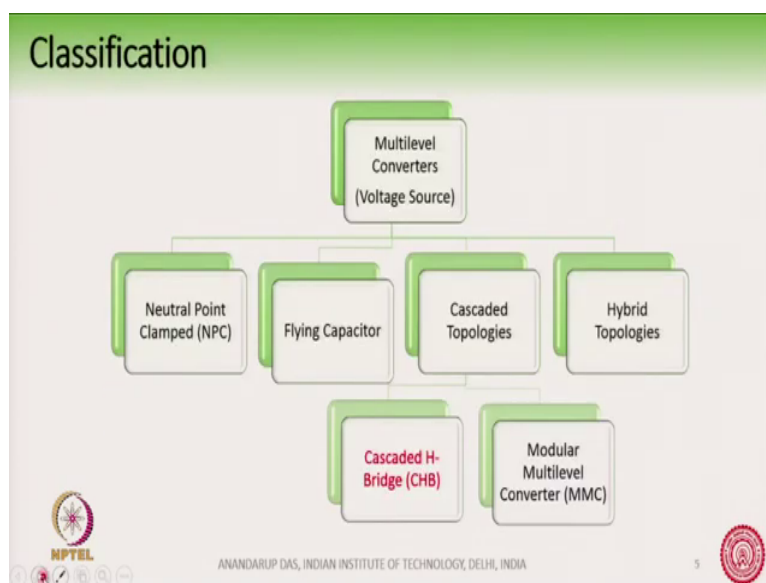 Classification
Multilevel
Converters
(Voltage Source)
Neutral Point
Clamped (NPC)
Flying Capacitor
Cascaded
Topologies
Hybrid
Topologies
Cascaded H-
Bridge (CHB)
Modular
Multilevel
Converter (MMC)
NPTEL
ANANDARUP DAS, INDIAN INSTITUTE OF TECHNOLOGY, DELHI, INDIA
5